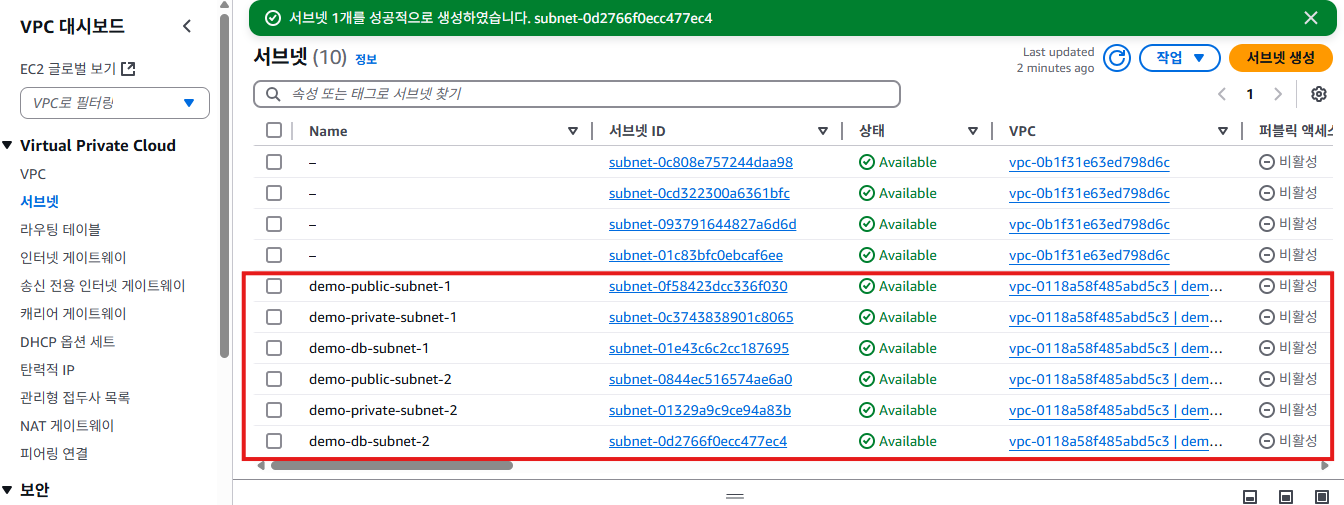 VPC 대시보드
EC2 글로벌 보기
VPC로 필터링
Virtual Private Cloud
VPC
서브넷
라우팅 테이블
인터넷 게이트웨이
송신 전용 인터넷 게이트웨이
캐리어 게이트웨이
DHCP 옵션 세트
탄력적 IP
관리형 접두사 목록
NAT 게이트웨이
피어링 연결
보안
서브넷 1개를 성공적으로 생성하였습니다. subnet-0d2766f0ecc477ec4
서브넷 (10) 정보
Last updated
2 minutes ago
작업
서브넷 생성
속성 또는 태그로 서브넷 찾기
1
Name 서브넷 ID 상태 VPC 퍼블릭 액세스
– subnet-0c808e757244daa98 Available vpc-0b1f31e63ed798d6c 비활성
– subnet-0cd322300a6361bfc Available vpc-0b1f31e63ed798d6c 비활성
– subnet-093791644827a6d6d Available vpc-0b1f31e63ed798d6c 비활성
– subnet-01c83bfc0ebcaf6ee Available vpc-0b1f31e63ed798d6c 비활성
demo-public-subnet-1 subnet-0f58423dcc336f030 Available vpc-0118a58f485abd5c3 | dem... 비활성
demo-private-subnet-1 subnet-0c3743838901c8065 Available vpc-0118a58f485abd5c3 | dem... 비활성
demo-db-subnet-1 subnet-01e43c6c2cc187695 Available vpc-0118a58f485abd5c3 | dem... 비활성
demo-public-subnet-2 subnet-0844ec516574ae6a0 Available vpc-0118a58f485abd5c3 | dem... 비활성
demo-private-subnet-2 subnet-01329a9c9ce94a83b Available vpc-0118a58f485abd5c3 | dem... 비활성
demo-db-subnet-2 subnet-0d2766f0ecc477ec4 Available vpc-0118a58f485abd5c3 | dem... 비활성